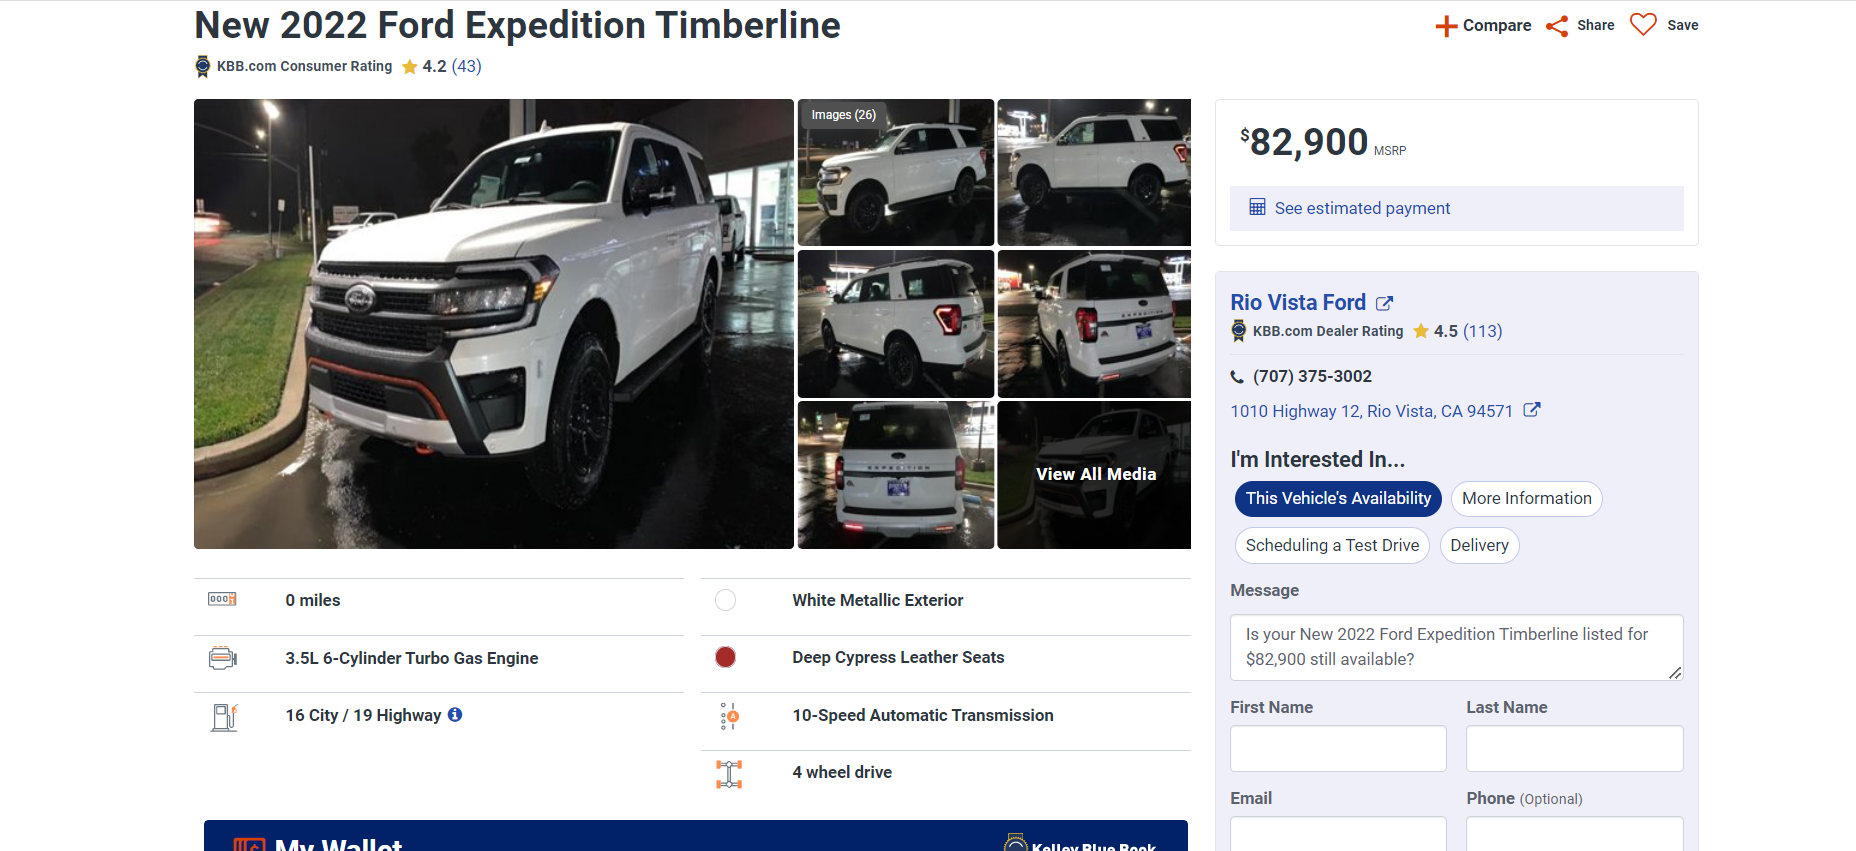 New 2022 Ford Expedition Timberline
Compare
Share
Save
KBB.com Consumer Rating 4.2 (43)
Images (26)
EXPEDITION
EXPEDITION
View All Media
$82,900 MSRP
See estimated payment
Rio Vista Ford
KBB.com Dealer Rating 4.5 (113)
(707) 375-3002
1010 Highway 12, Rio Vista, CA 94571
I'm Interested In...
This Vehicle's Availability
More Information
Scheduling a Test Drive
Delivery
Message
Is your New 2022 Ford Expedition Timberline listed for
$82,900 still available?
First Name
Last Name
Email
Phone (Optional)
0 miles
3.5L 6-Cylinder Turbo Gas Engine
16 City / 19 Highway
White Metallic Exterior
Deep Cypress Leather Seats
A
10-Speed Automatic Transmission
4 wheel drive
My Wallet
Kelley Blue Book